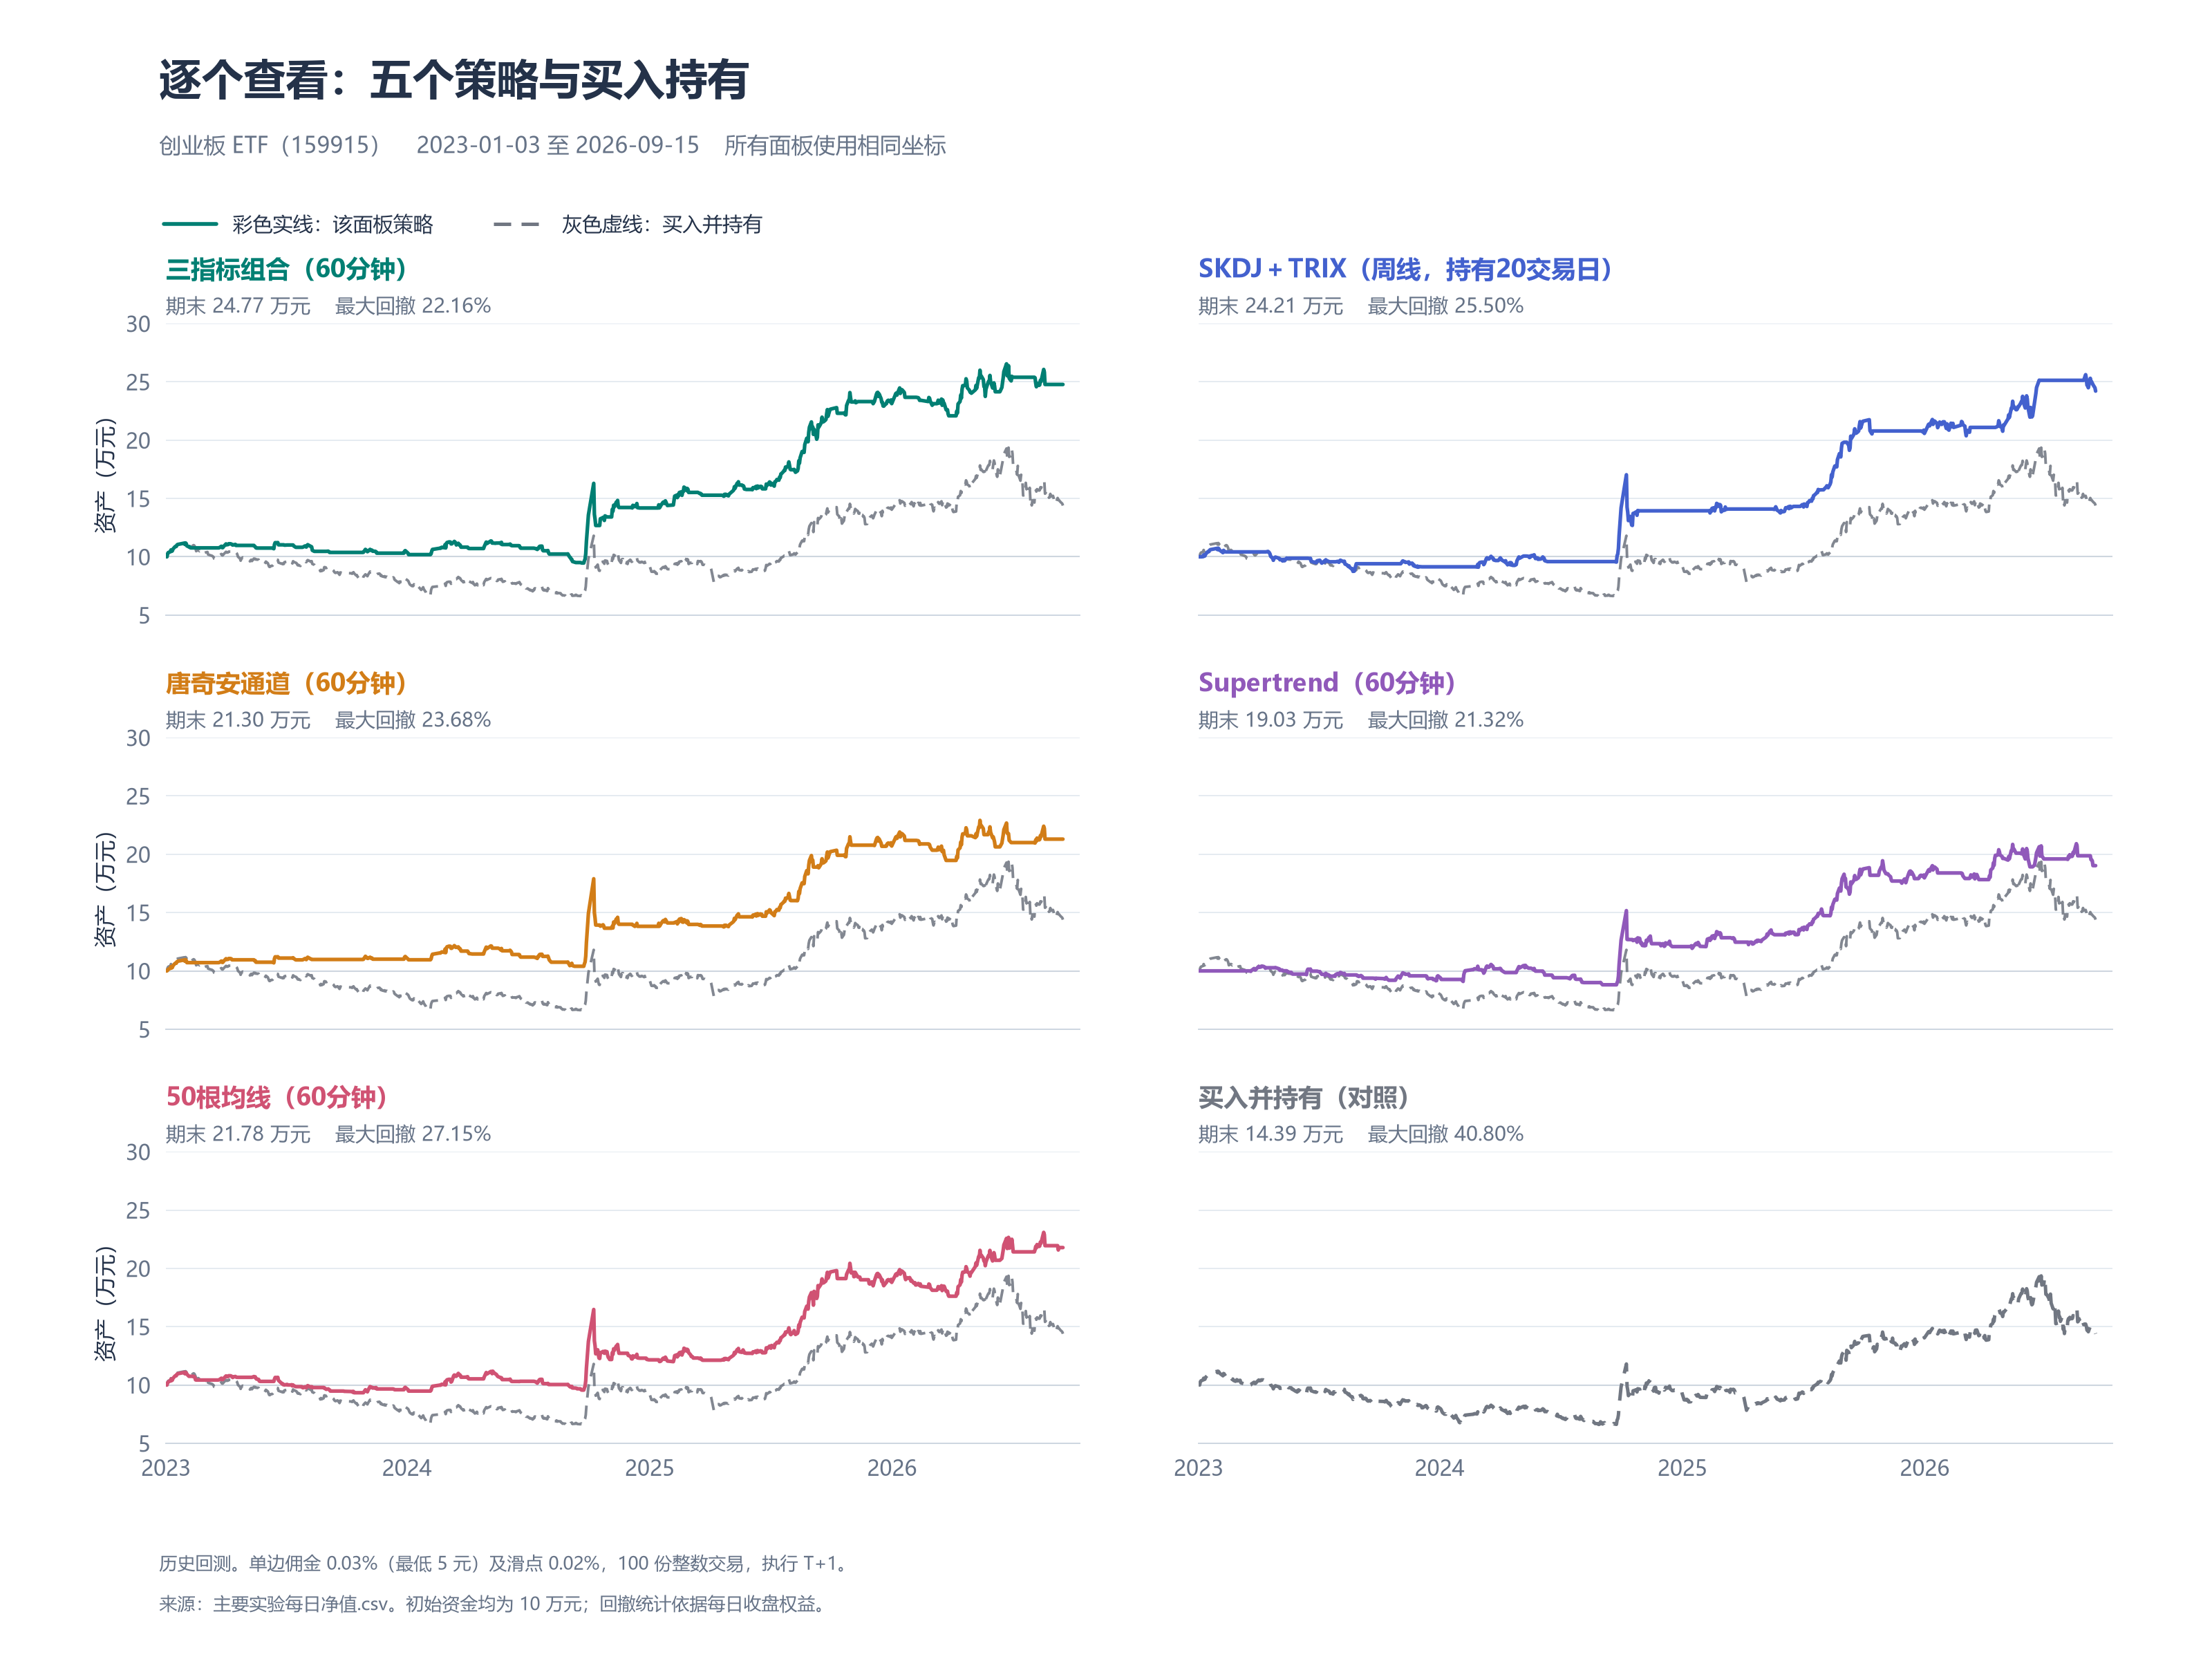 逐个查看：五个策略与买入持有
创业板 ETF（159915） 2023-01-03 至 2026-09-15 所有面板使用相同坐标
彩色实线：该面板策略 灰色虚线：买入并持有
三指标组合（60分钟）
期末 24.77 万元 最大回撤 22.16%
30
25
20
15
10
5
资产（万元）
SKDJ + TRIX（周线，持有20交易日）
期末 24.21 万元 最大回撤 25.50%
唐奇安通道（60分钟）
期末 21.30 万元 最大回撤 23.68%
30
25
20
15
10
5
资产（万元）
Supertrend（60分钟）
期末 19.03 万元 最大回撤 21.32%
50根均线（60分钟）
期末 21.78 万元 最大回撤 27.15%
30
25
20
15
10
5
资产（万元）
2023 2024 2025 2026
买入并持有（对照）
期末 14.39 万元 最大回撤 40.80%
2023 2024 2025 2026
历史回测。单边佣金 0.03%（最低 5 元）及滑点 0.02%，100 份整数交易，执行 T+1。
来源：主要实验每日净值.csv。初始资金均为 10 万元；回撤统计依据每日收盘权益。